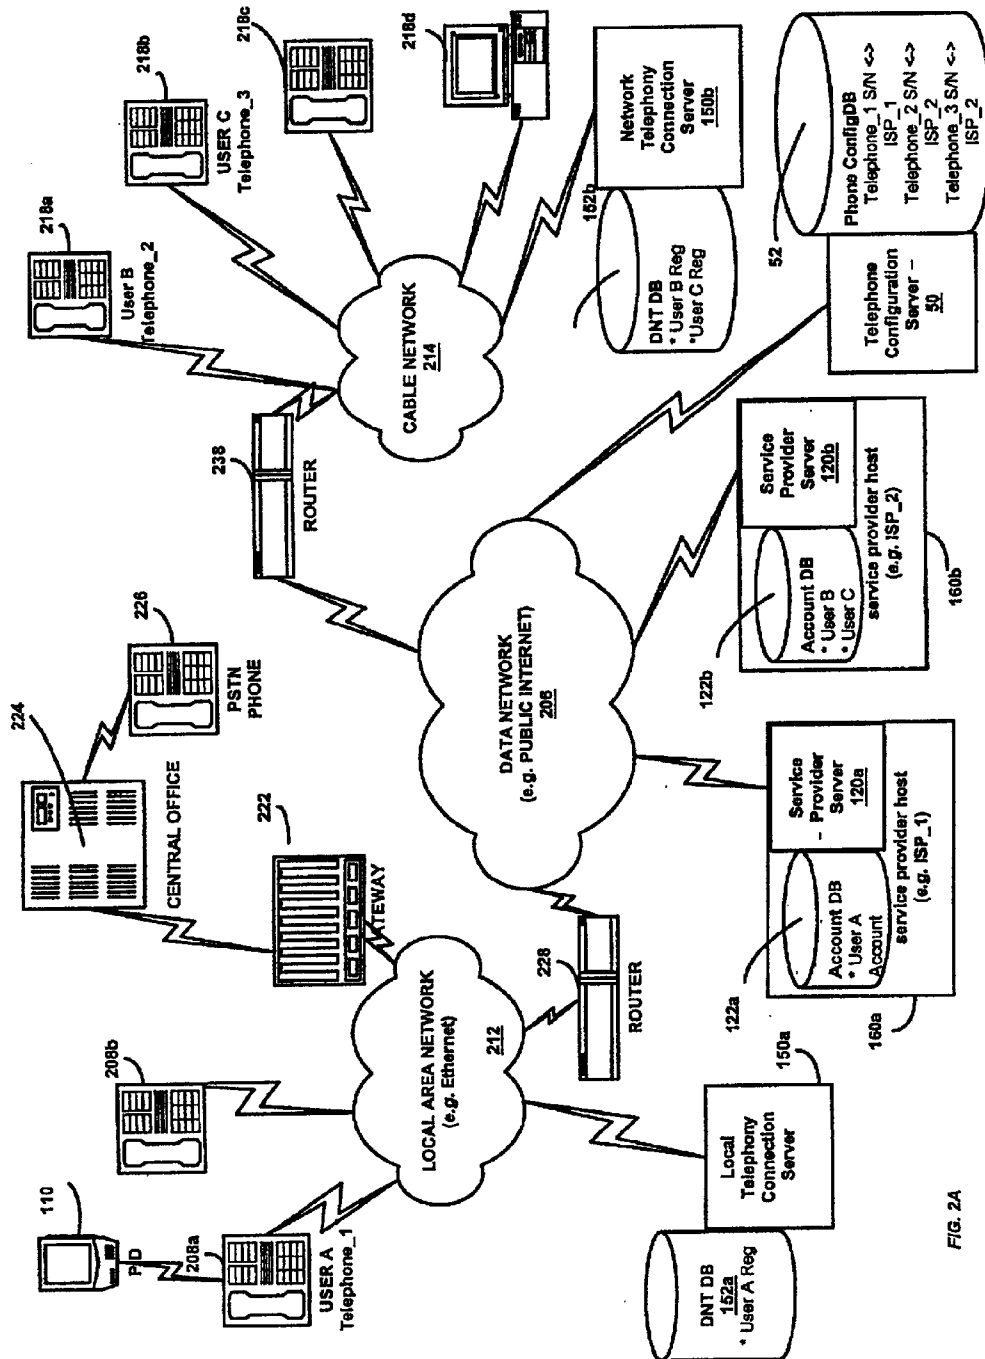 110
PID
208a
USER A
Telephone_1
208b
LOCAL AREA NETWORK
(e.g. Ethernet)
212
DNT DB
152a
* User A Reg
Local
Telephony
Connection
Server
150a
224
CENTRAL OFFICE
226
PSTN
PHONE
222
GATEWAY
228
ROUTER
DATA NETWORK
(e.g. PUBLIC INTERNET)
206
238
ROUTER
122a
Account DB
* User A
Account
Service
– Provider
Server
120a
service provider host
(e.g. ISP_1)
160a
122b
Account DB
* User B
* User C
Service
Provider
Server
120b
service provider host
(e.g. ISP_2)
160b
218a
User B
Telephone_2
218b
USER C
Telephone_3
218c
218d
CABLE NETWORK
214
152b
DNT DB
* User B Reg
*User C Reg
Network
Telephony
Connection
Server
150b
52
Phone ConfigDB
Telephone_1 S/N <->
ISP_1
Telephone_2 S/N <->
ISP_2
Telephone_3 S/N <->
ISP_2
Telephone
Configuration
Server –
50
FIG. 2A